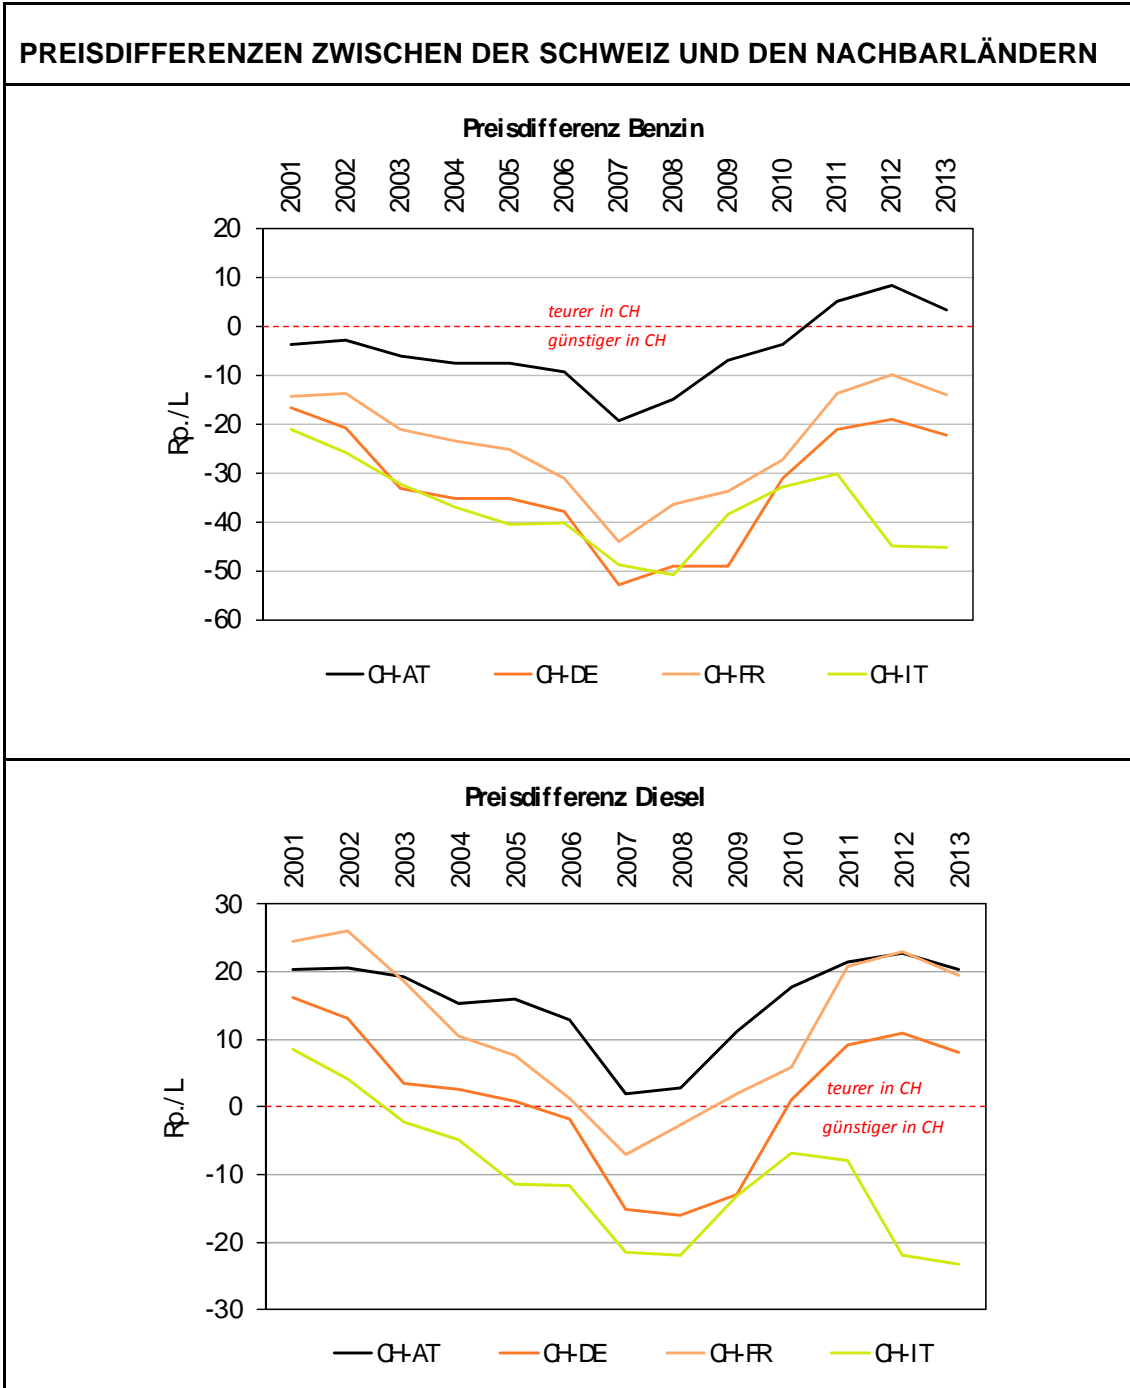 PREISDIFFERENZEN ZWISCHEN DER SCHWEIZ UND DEN NACHBARLÄNDERN
Preisdifferenz Benzin
2001 2002 2003 2004 2005 2006 2007 2008 2009 2010 2011 2012 2013
20
10
teurer in CH
0
günstiger in CH
-10
-20
Rp./L
-30
-40
-50
-60
CH-AT CH-DE CH-FR CH-IT
Preisdifferenz Diesel
2001 2002 2003 2004 2005 2006 2007 2008 2009 2010 2011 2012 2013
30
20
10
teurer in CH
0
Rp./L
günstiger in CH
-10
-20
-30
CH-AT CH-DE CH-FR CH-IT